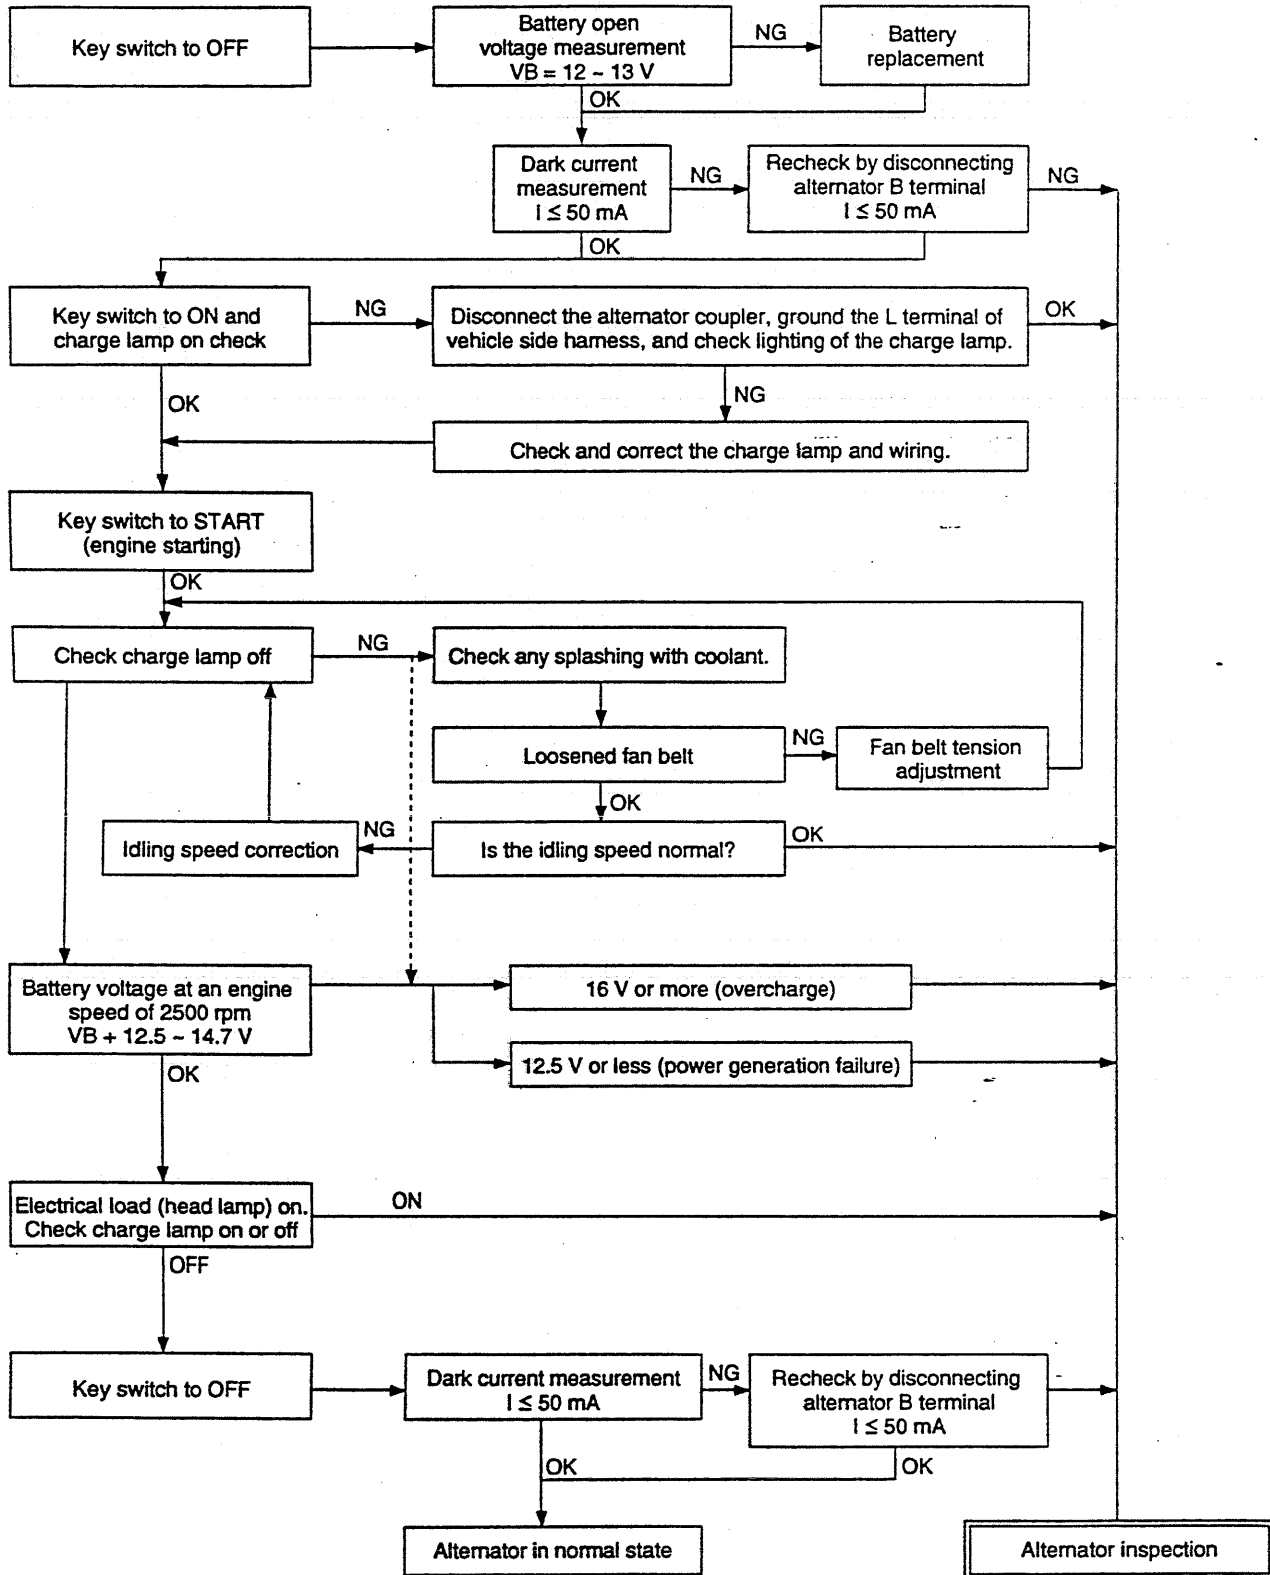 Key switch to OFF
Battery open
voltage measurement
VB = 12 ~ 13 V
NG
Battery
replacement
OK
Dark current
measurement
I ≤ 50 mA
NG
Recheck by disconnecting
alternator B terminal
I ≤ 50 mA
NG
OK
Key switch to ON and
charge lamp on check
NG
Disconnect the alternator coupler, ground the L terminal of
vehicle side harness, and check lighting of the charge lamp.
OK
OK
NG
Check and correct the charge lamp and wiring.
Key switch to START
(engine starting)
OK
Check charge lamp off
NG
Check any splashing with coolant.
Loosened fan belt
NG
Fan belt tension
adjustment
OK
Idling speed correction
NG
Is the idling speed normal?
OK
Battery voltage at an engine
speed of 2500 rpm
VB + 12.5 ~ 14.7 V
16 V or more (overcharge)
12.5 V or less (power generation failure)
OK
Electrical load (head lamp) on.
Check charge lamp on or off
ON
OFF
Key switch to OFF
Dark current measurement
I ≤ 50 mA
NG
Recheck by disconnecting
alternator B terminal
I ≤ 50 mA
OK
OK
Alternator in normal state
Alternator inspection